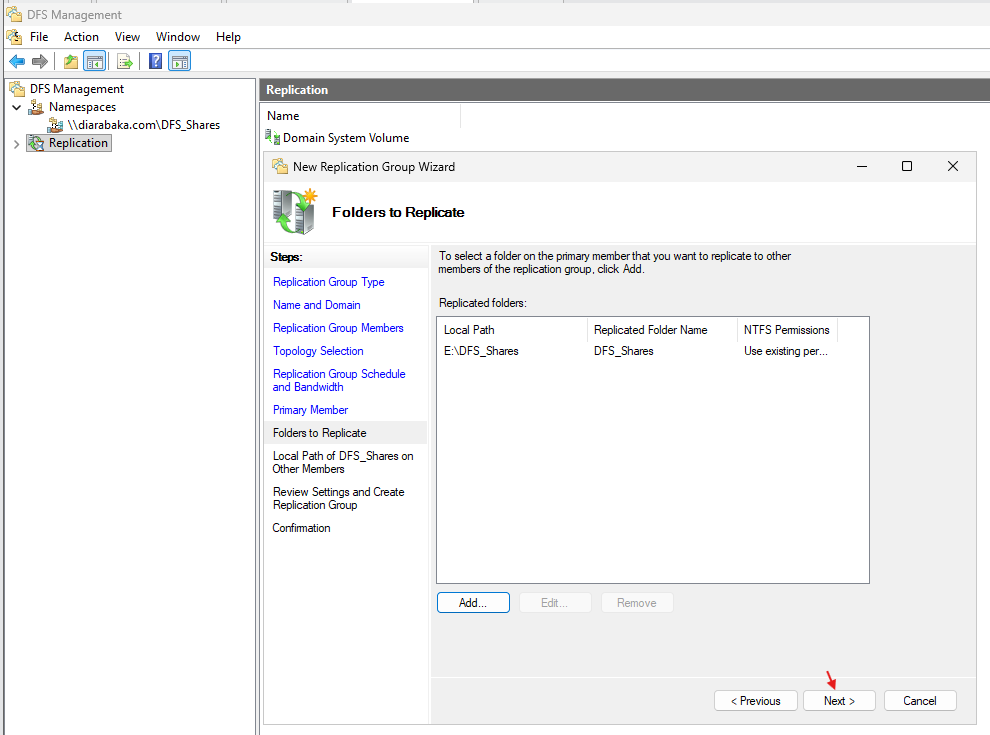 DFS Management
File Action View Window Help
DFS Management
Namespaces
\\diarabaka.com\DFS_Shares
Replication
Replication
Name
Domain System Volume
New Replication Group Wizard
Folders to Replicate
Steps:
Replication Group Type
Name and Domain
Replication Group Members
Topology Selection
Replication Group Schedule
and Bandwidth
Primary Member
Folders to Replicate
Local Path of DFS_Shares on
Other Members
Review Settings and Create
Replication Group
Confirmation
To select a folder on the primary member that you want to replicate to other
members of the replication group, click Add.
Replicated folders:
Local Path Replicated Folder Name NTFS Permissions
E:\DFS_Shares DFS_Shares Use existing per...
Add... Edit... Remove
< Previous Next > Cancel